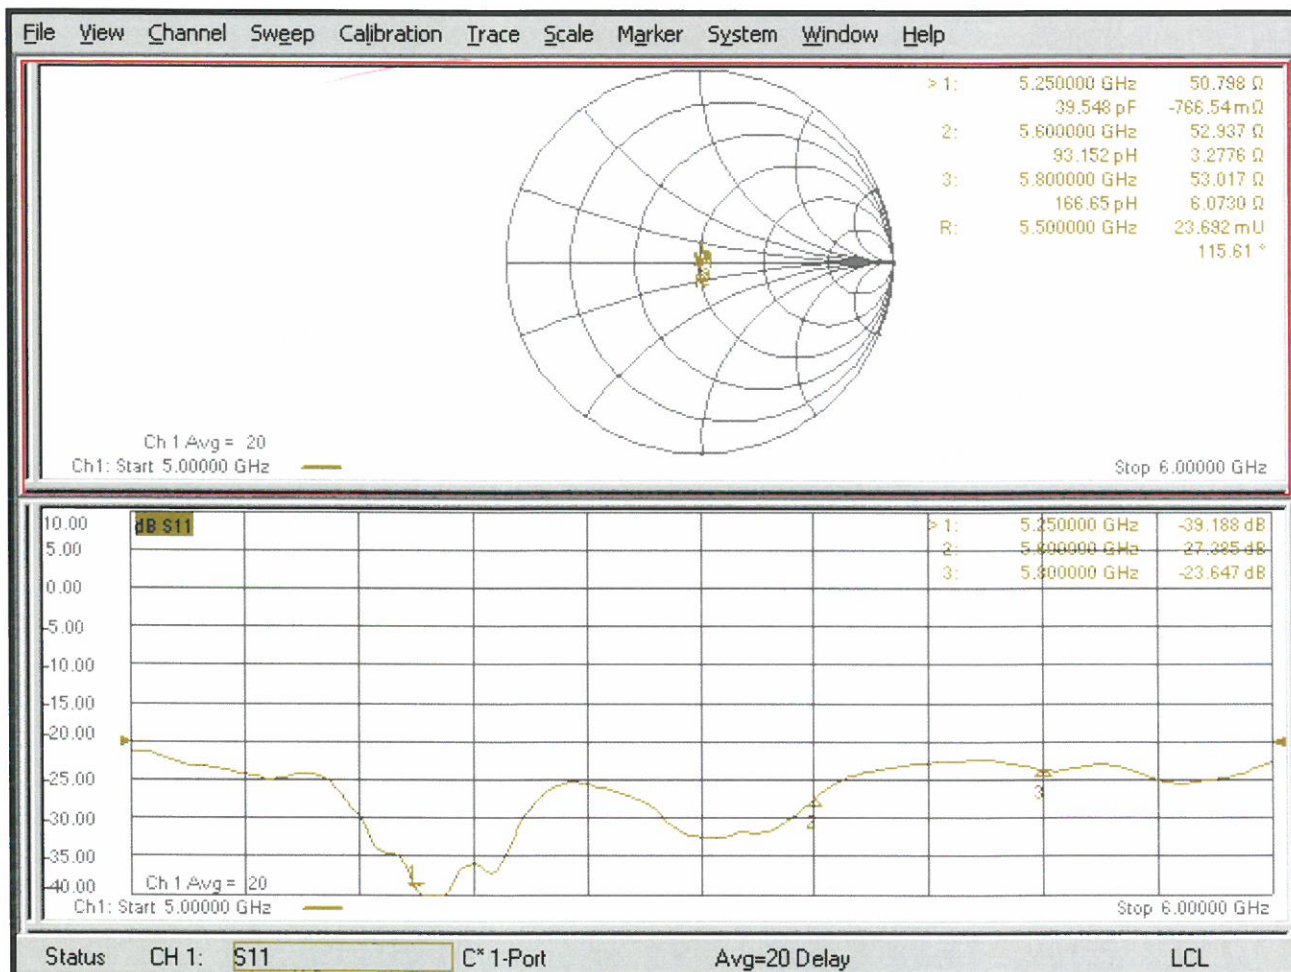 File View Channel Sweep Calibration Trace Scale Marker System Window Help
> 1: 5.250000 GHz 50.798 Ω
39.548 pF -766.54 mΩ
2: 5.600000 GHz 52.937 Ω
93.152 pH 3.2776 Ω
3: 5.800000 GHz 53.017 Ω
166.65 pH 6.0730 Ω
R: 5.500000 GHz 23.692 mU
115.61 °
Ch 1 Avg = 20
Ch1: Start 5.00000 GHz
Stop 6.00000 GHz
10.00
dB S11
> 1: 5.250000 GHz -39.188 dB
5.00
2: 5.600000 GHz -27.385 dB
3: 5.800000 GHz -23.647 dB
0.00
-5.00
-10.00
-15.00
-20.00
-25.00
3
-30.00
2
-35.00
1
-40.00
Ch 1 Avg = 20
Ch1: Start 5.00000 GHz
Stop 6.00000 GHz
Status CH 1: S11 C* 1-Port Avg=20 Delay LCL